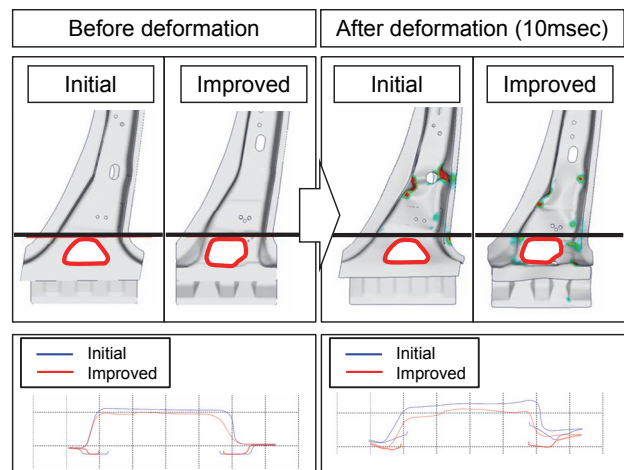 Before deformation
After deformation (10msec)
Initial
Improved
Initial
Improved
Initial
Improved
Initial
Improved